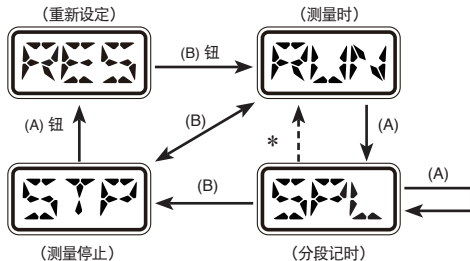 (重新设定)
(测量时)
RES
(B) 钮
RUN
(A) 钮
(B)
*
(A)
STP
(B)
SPL
(A)
(测量停止)
(分段记时)